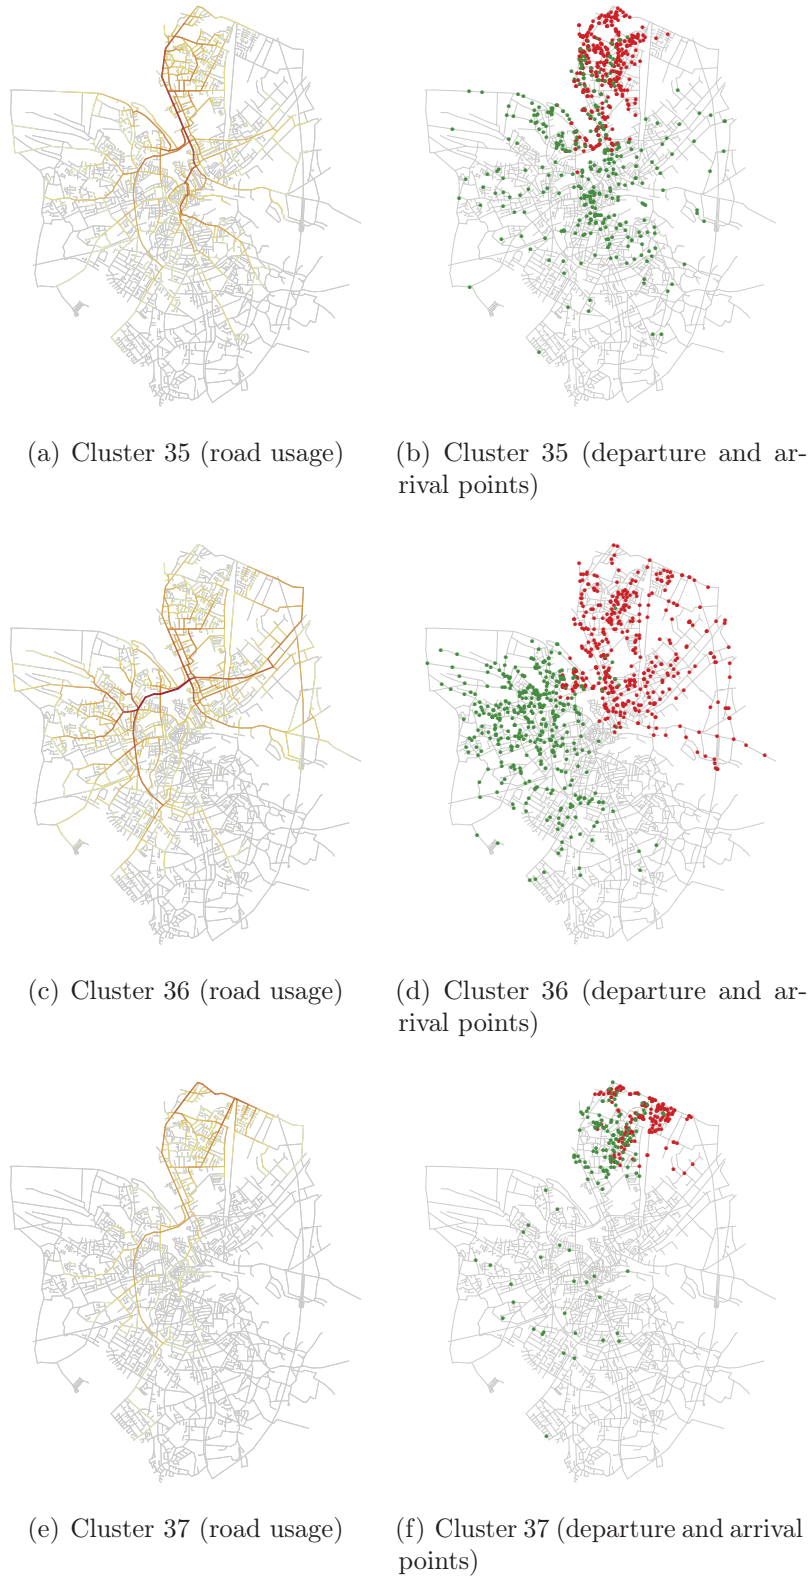 (a) Cluster 35 (road usage)
(b) Cluster 35 (departure and ar-
rival points)
(c) Cluster 36 (road usage)
(d) Cluster 36 (departure and ar-
rival points)
(e) Cluster 37 (road usage)
(f) Cluster 37 (departure and arrival
points)